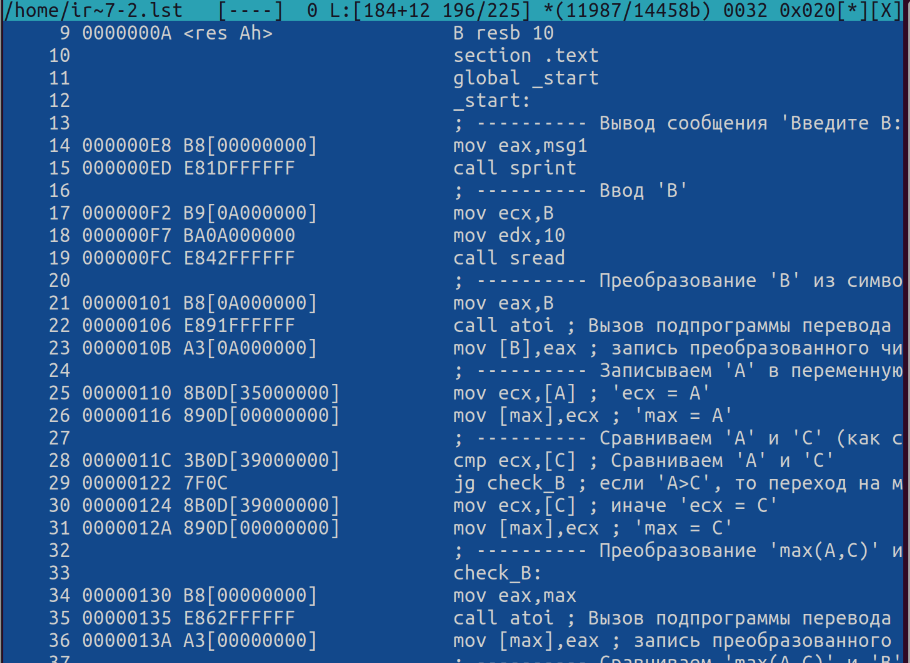 /home/ir~7-2.lst   [----]  0 L:[184+12 196/225] *(11987/14458b) 0032 0x020[*][X]
9 0000000A <res Ah>              B resb 10
10                               section .text
11                               global _start
12                               _start:
13                               ; ---------- Вывод сообщения 'Введите B:
14 000000E8 B8[00000000]         mov eax,msg1
15 000000ED E81DFFFFFF           call sprint
16                               ; ---------- Ввод 'B'
17 000000F2 B9[0A000000]         mov ecx,B
18 000000F7 BA0A000000           mov edx,10
19 000000FC E842FFFFFF           call sread
20                               ; ---------- Преобразование 'B' из симво
21 00000101 B8[0A000000]         mov eax,B
22 00000106 E891FFFFFF           call atoi ; Вызов подпрограммы перевода
23 0000010B A3[0A000000]         mov [B],eax ; запись преобразованного чи
24                               ; ---------- Записываем 'A' в переменную
25 00000110 8B0D[35000000]       mov ecx,[A] ; 'ecx = A'
26 00000116 890D[00000000]       mov [max],ecx ; 'max = A'
27                               ; ---------- Сравниваем 'A' и 'C' (как с
28 0000011C 3B0D[39000000]       cmp ecx,[C] ; Сравниваем 'A' и 'C'
29 00000122 7F0C                 jg check_B ; если 'A>C', то переход на м
30 00000124 8B0D[39000000]       mov ecx,[C] ; иначе 'ecx = C'
31 0000012A 890D[00000000]       mov [max],ecx ; 'max = C'
32                               ; ---------- Преобразование 'max(A,C)' и
33                               check_B:
34 00000130 B8[00000000]         mov eax,max
35 00000135 E862FFFFFF           call atoi ; Вызов подпрограммы перевода
36 0000013A A3[00000000]         mov [max],eax ; запись преобразованного
37                               ; ---------- Сравниваем 'max(A,C)' и 'B'